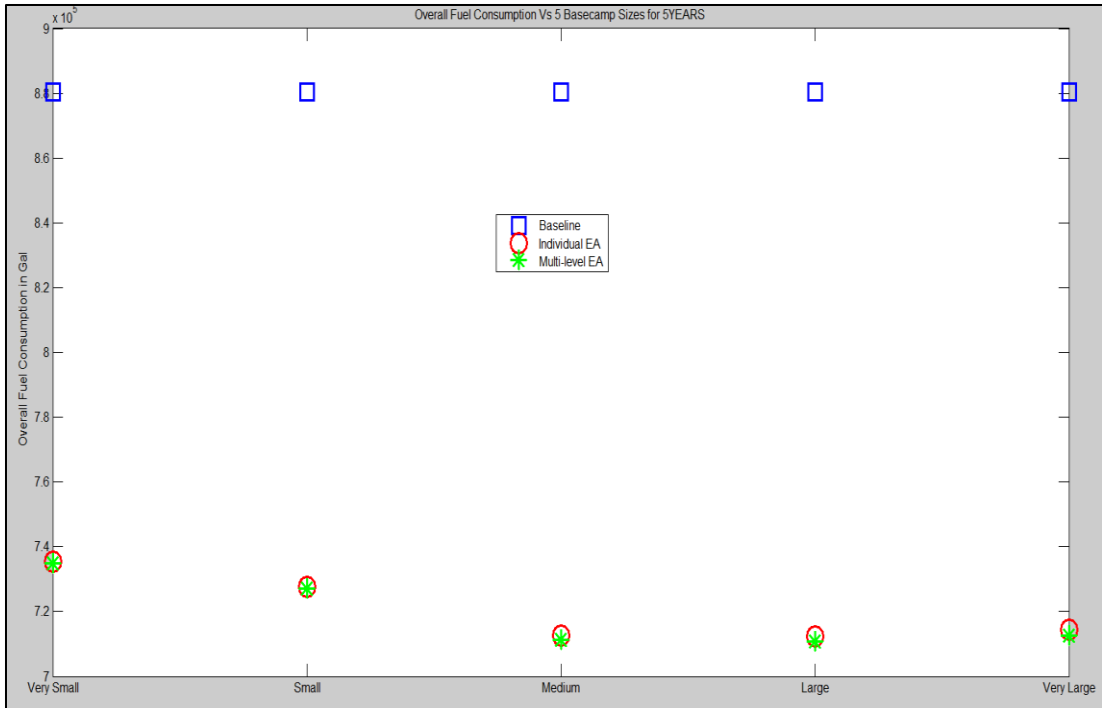 Overall Fuel Consumption Vs 5 Basecamp Sizes for 5YEARS
x 10^5
9
8.8
8.6
8.4
8.2
8
7.8
7.6
7.4
7.2
7
Overall Fuel Consumption in Gal
Baseline
Individual EA
Multi-level EA
Very Small
Small
Medium
Large
Very Large